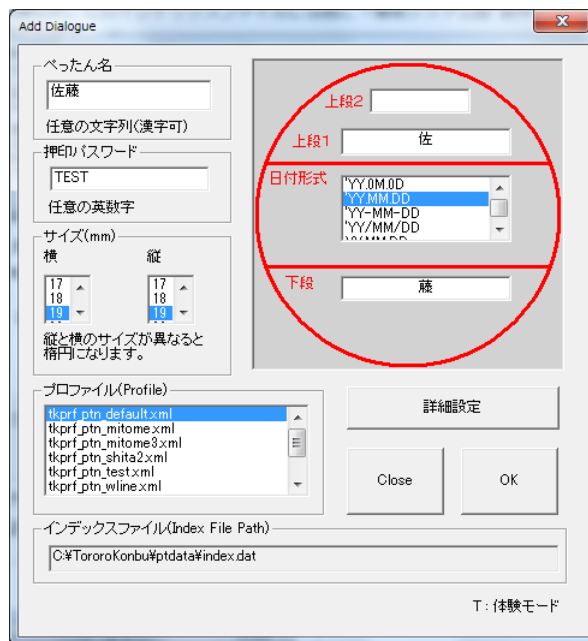 Add Dialogue
ぺったん名
佐藤
任意の文字列(漢字可)
押印パスワード
TEST
任意の英数字
サイズ(mm)
横
縦
17
18
19
17
18
19
縦と横のサイズが異なると
楕円になります。
上段2
上段1
佐
日付形式
'YY.0M.0D
'YY.MM.DD
'YY-MM-DD
'YY/MM/DD
下段
藤
プロファイル(Profile)
tkprf_ptn_default.xml
tkprf_ptn_mitome.xml
tkprf_ptn_mitome3.xml
tkprf_ptn_shita2.xml
tkprf_ptn_test.xml
tkprf_ptn_wline.xml
詳細設定
Close
OK
インデックスファイル(Index File Path)
C:¥TororoKonbu¥ptdata¥index.dat
T : 体験モード